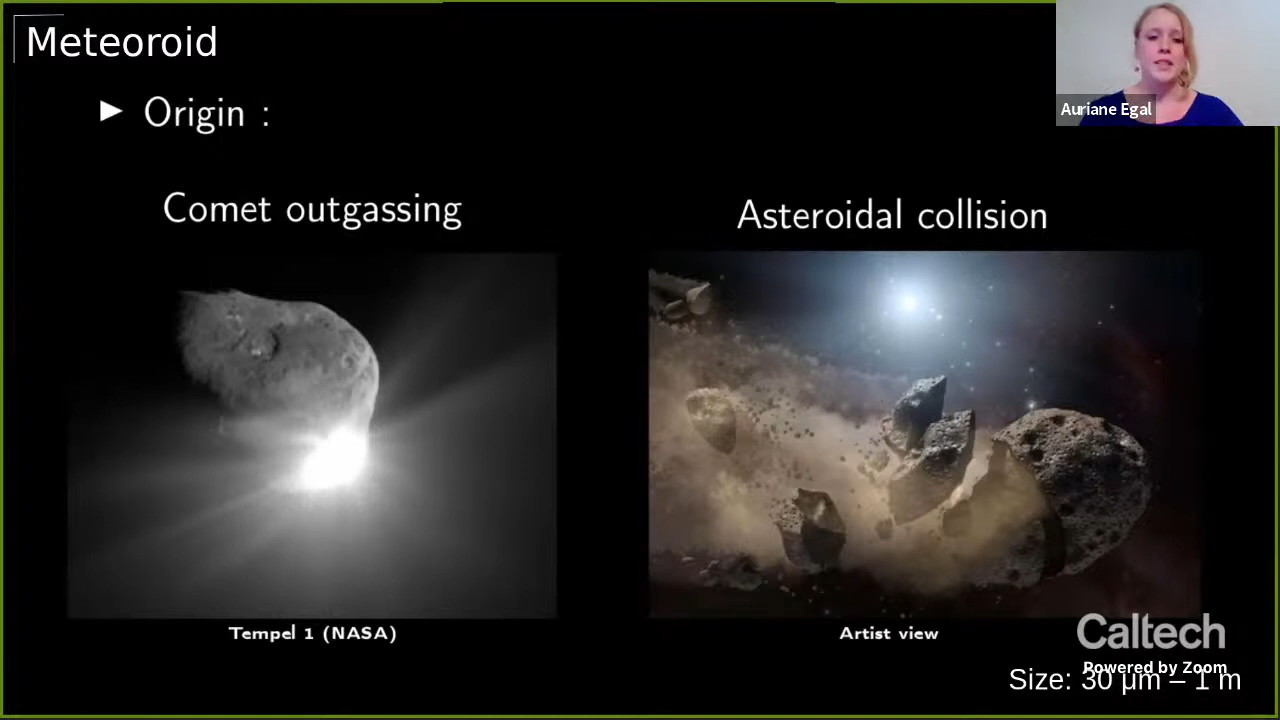 Meteoroid
Auriane Egal
► Origin :
Comet outgassing
Asteroidal collision
Tempel 1 (NASA)
Artist view
Caltech
Powered by Zoom
Size: 30 µm – 1 m